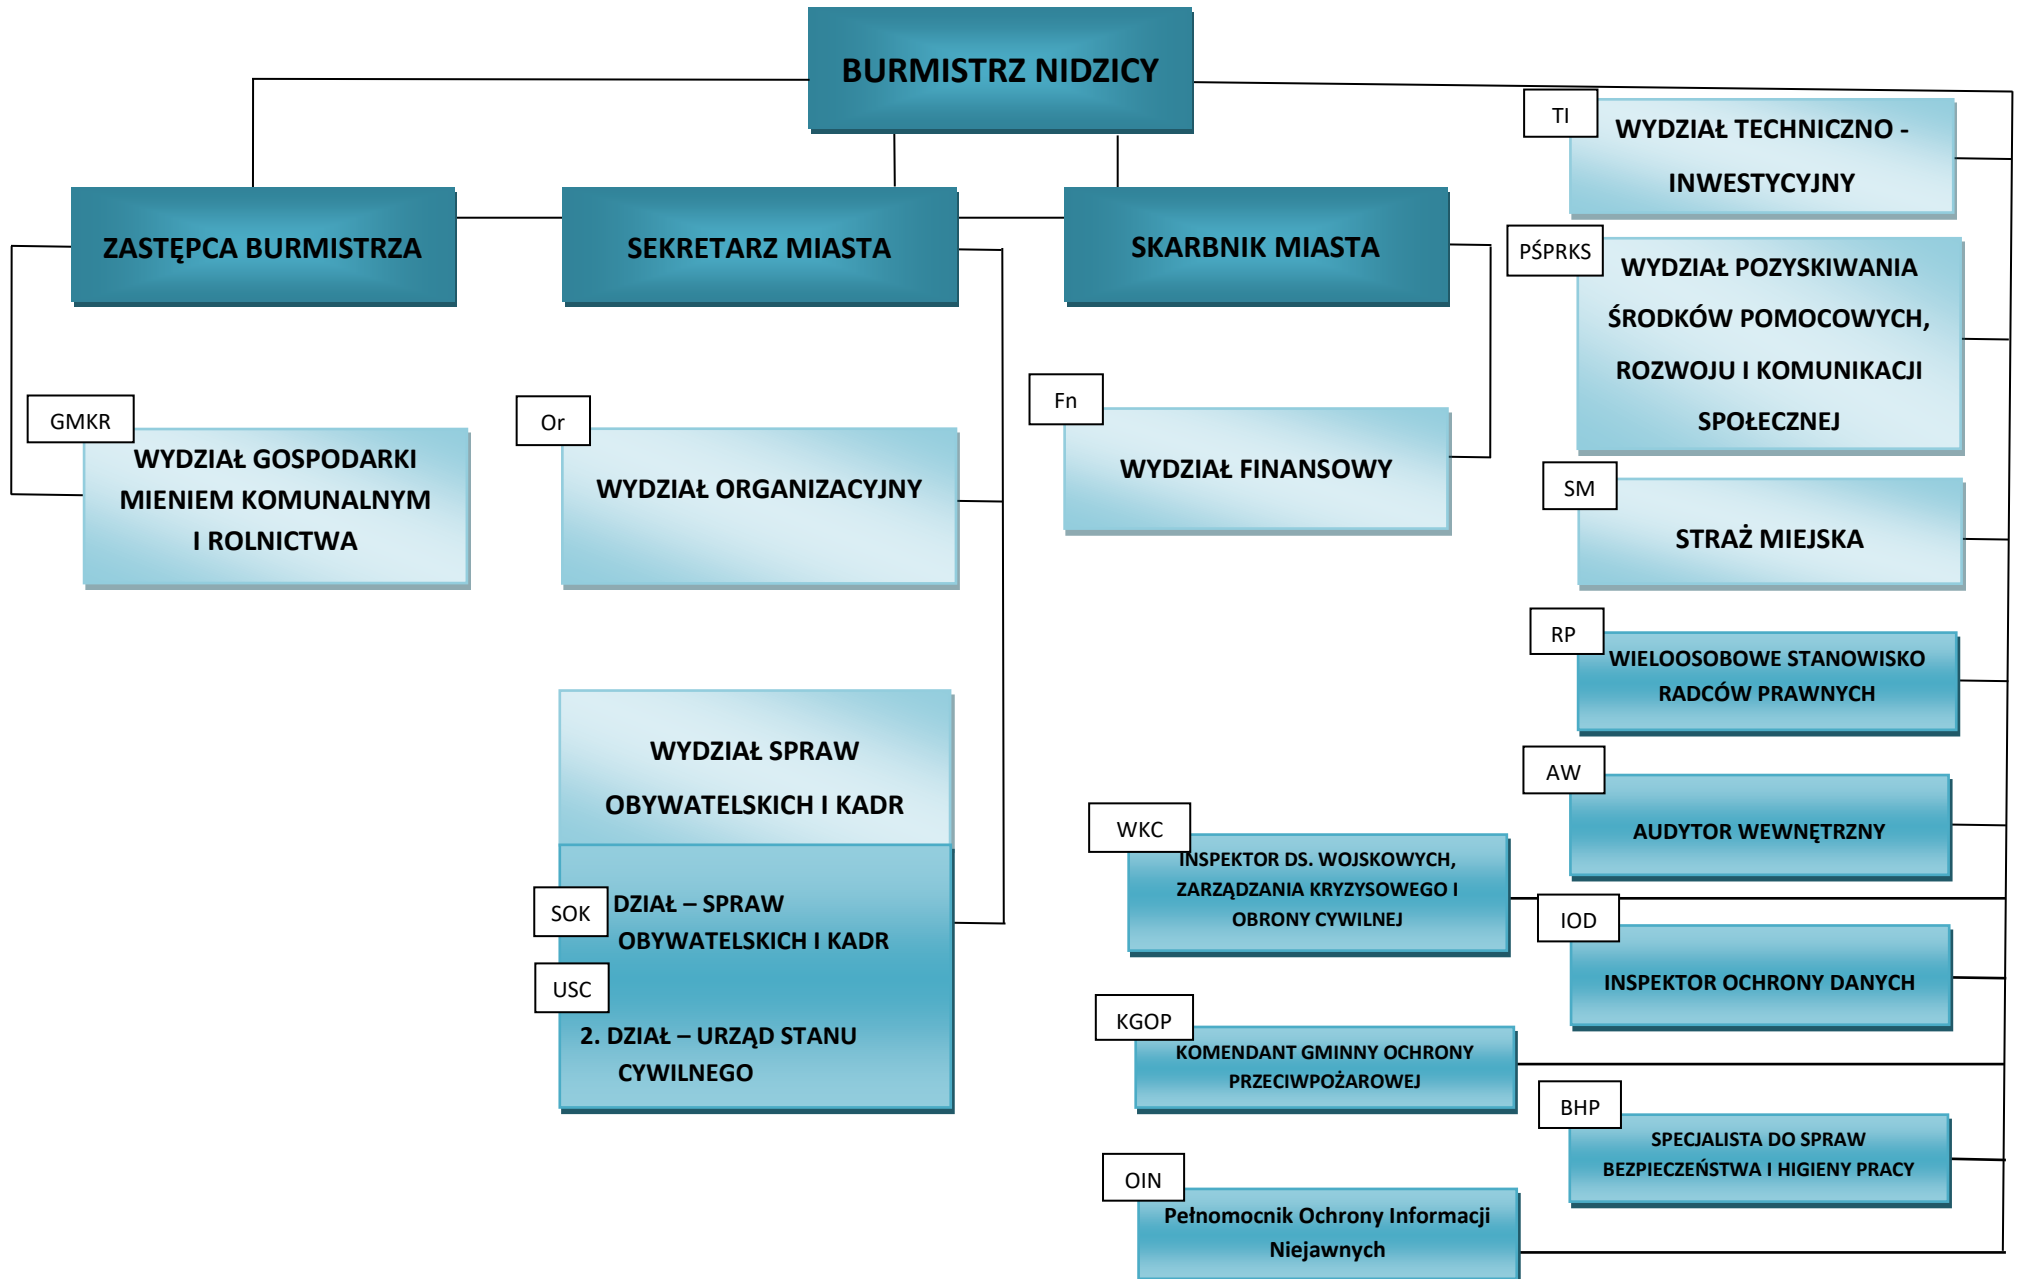 BURMISTRZ NIDZICY
ZASTĘPCA BURMISTRZA
SEKRETARZ MIASTA
SKARBNIK MIASTA
GMKR
WYDZIAŁ GOSPODARKI
MIENIEM KOMUNALNYM
I ROLNICTWA
Or
WYDZIAŁ ORGANIZACYJNY
Fn
WYDZIAŁ FINANSOWY
WYDZIAŁ SPRAW
OBYWATELSKICH I KADR
SOK
DZIAŁ – SPRAW
OBYWATELSKICH I KADR
USC
2. DZIAŁ – URZĄD STANU
CYWILNEGO
TI
WYDZIAŁ TECHNICZNO -
INWESTYCYJNY
PŚPRKS
WYDZIAŁ POZYSKIWANIA
ŚRODKÓW POMOCOWYCH,
ROZWOJU I KOMUNIKACJI
SPOŁECZNEJ
SM
STRAŻ MIEJSKA
RP
WIELOOSOBOWE STANOWISKO
RADCÓW PRAWNYCH
AW
AUDYTOR WEWNĘTRZNY
WKC
INSPEKTOR DS. WOJSKOWYCH,
ZARZĄDZANIA KRYZYSOWEGO I
OBRONY CYWILNEJ
IOD
INSPEKTOR OCHRONY DANYCH
KGOP
KOMENDANT GMINNY OCHRONY
PRZECIWPOŻAROWEJ
BHP
SPECJALISTA DO SPRAW
BEZPIECZEŃSTWA I HIGIENY PRACY
OIN
Pełnomocnik Ochrony Informacji
Niejawnych